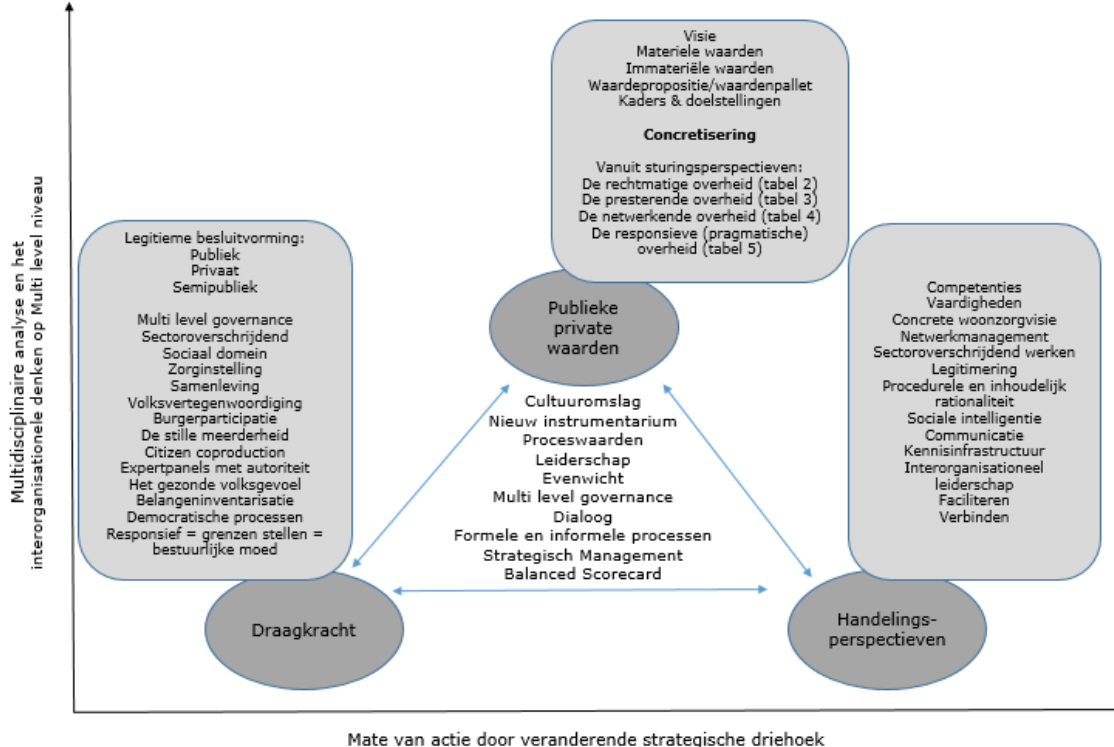 Multidisciplinaire analyse en het
interorganisationele denken op Multi level niveau
Visie
Materiele waarden
Immateriële waarden
Waardepropositie/waardenpallet
Kaders & doelstellingen
Concretisering
Vanuit sturingsperspectieven:
De rechtmatige overheid (tabel 2)
De presterende overheid (tabel 3)
De netwerkende overheid (tabel 4)
De responsieve (pragmatische)
overheid (tabel 5)
Publieke
private
waarden
Legitieme besluitvorming:
Publiek
Privaat
Semipubliek
Multi level governance
Sectoroverschrijdend
Sociaal domein
Zorginstelling
Samenleving
Volksvertegenwoordiging
Burgerparticipatie
De stille meerderheid
Citizen coproduction
Expertpanels met autoriteit
Het gezonde volksgevoel
Belangeninventarisatie
Democratische processen
Responsief = grenzen stellen =
bestuurlijke moed
Draagkracht
Cultuuromslag
Nieuw instrumentarium
Proceswaarden
Leiderschap
Evenwicht
Multi level governance
Dialoog
Formele en informele processen
Strategisch Management
Balanced Scorecard
Competenties
Vaardigheden
Concrete woonzorgvisie
Netwerkmanagement
Sectoroverschrijdend werken
Legitimering
Procedurele en inhoudelijk
rationaliteit
Sociale intelligentie
Communicatie
Kennisinfrastructuur
Interorganisationeel
leiderschap
Faciliteren
Verbinden
Handelings-
perspectieven
Mate van actie door veranderende strategische driehoek